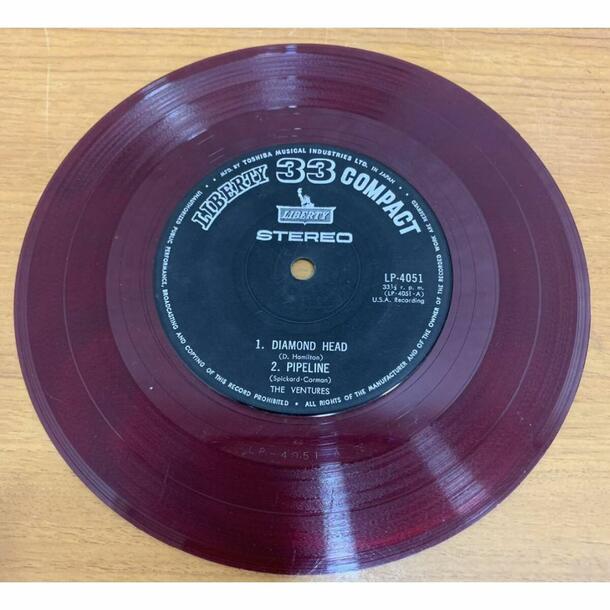 MFD. BY TOSHIBA MUSICAL INDUSTRIES LTD. IN JAPAN
LIBERTY 33 COMPACT
LIBERTY
STEREO
LP-4051
33⅓ r.p.m.
(LP-4051-A)
U.S.A. Recording
1. DIAMOND HEAD
(D. Hamilton)
2. PIPELINE
(Spickard-Carman)
THE VENTURES
UNAUTHORIZED PUBLIC PERFORMANCE, BROADCASTING AND COPYING OF THIS RECORD PROHIBITED • ALL RIGHTS OF THE MANUFACTURER AND OF THE OWNER OF THE RECORDED WORK ARE RESERVED
LP-4051